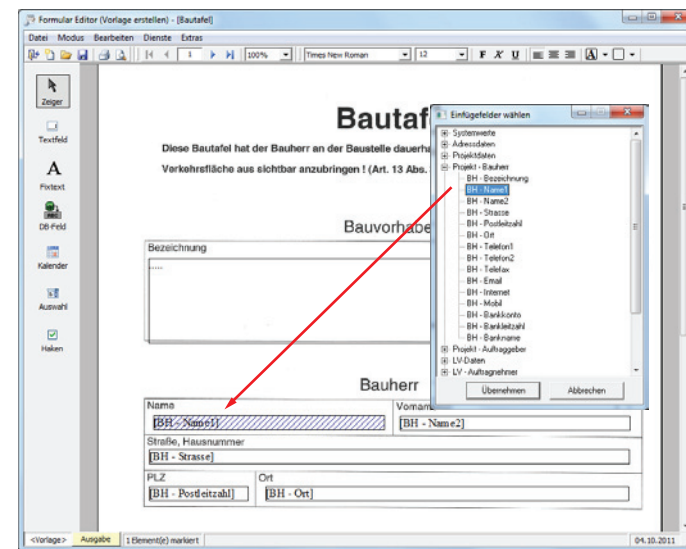 Formular Editor (Vorlage erstellen) - [Bautafel]
Datei Modus Bearbeiten Dienste Extras
1 100% Times New Roman 12 F X U A
Zeiger
Textfeld
A
Fixtext
DB-Feld
Kalender
Auswahl
Haken
Bautaf
Diese Bautafel hat der Bauherr an der Baustelle dauerh
Verkehrsfläche aus sichtbar anzubringen ! (Art. 13 Abs.
Bauvorhabe
Bezeichnung
.....
Bauherr
Name
Vornam
[BH - Name1]
[BH - Name2]
Straße, Hausnummer
[BH - Strasse]
PLZ
Ort
[BH - Postleitzahl]
[BH - Ort]
Einfügefelder wählen
Systemwerte
Adressdaten
Projektdaten
Projekt - Bauherr
BH - Bezeichnung
BH - Name1
BH - Name2
BH - Strasse
BH - Postleitzahl
BH - Ort
BH - Telefon1
BH - Telefon2
BH - Telefax
BH - Email
BH - Internet
BH - Mobil
BH - Bankkonto
BH - Bankleitzahl
BH - Bankname
Projekt - Auftraggeber
LV-Daten
LV - Auftragnehmer
Übernehmen
Abbrechen
<Vorlage> Ausgabe 1 Element(e) markiert 04.10.2011